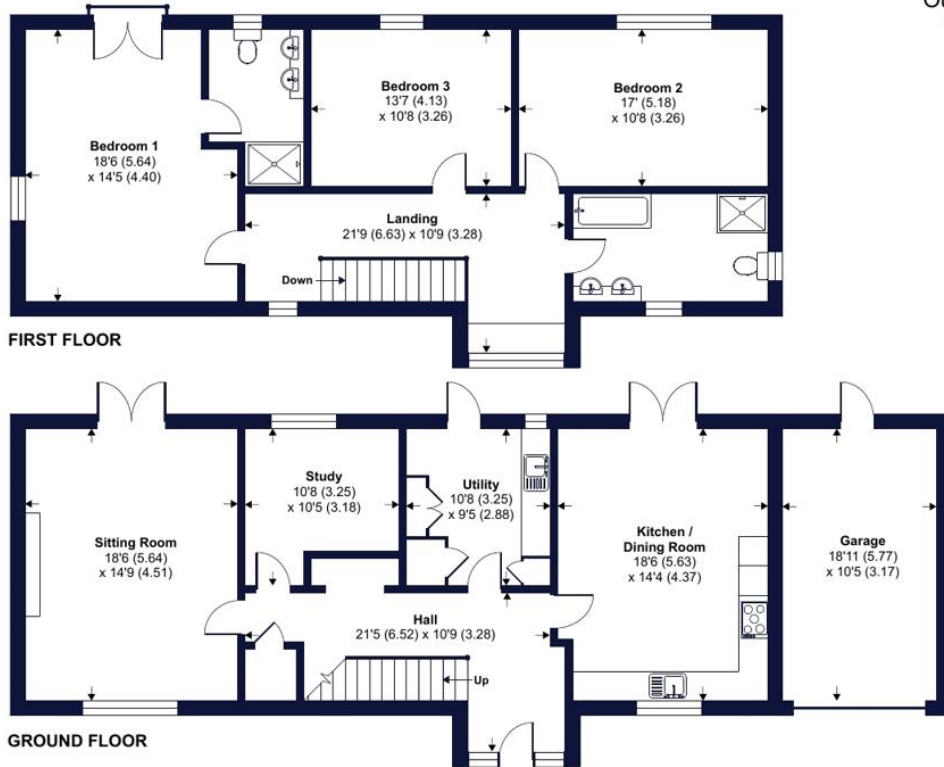 Bedroom 3
13'7 (4.13)
x 10'8 (3.26)
Bedroom 2
17' (5.18)
x 10'8 (3.26)
Bedroom 1
18'6 (5.64)
x 14'5 (4.40)
Landing
21'9 (6.63) x 10'9 (3.28)
Down
FIRST FLOOR
Study
10'8 (3.25)
x 10'5 (3.18)
Utility
10'8 (3.25)
x 9'5 (2.88)
Sitting Room
18'6 (5.64)
x 14'9 (4.51)
Kitchen /
Dining Room
18'6 (5.63)
x 14'4 (4.37)
Garage
18'11 (5.77)
x 10'5 (3.17)
Hall
21'5 (6.52) x 10'9 (3.28)
Up
GROUND FLOOR